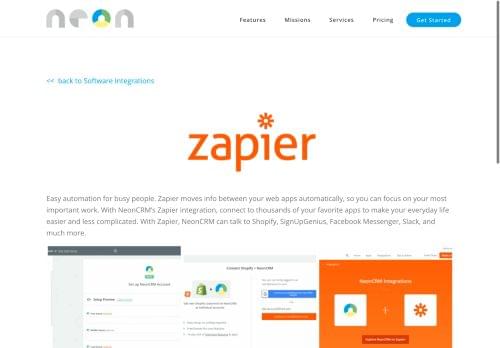 neon
Features Missions Services Pricing Get Started
<< back to Software Integrations
zapier
Easy automation for busy people. Zapier moves info between your web apps automatically, so you can focus on your most
important work. With NeonCRM's Zapier integration, connect to thousands of your favorite apps to make your everyday life
easier and less complicated. With Zapier, NeonCRM can talk to Shopify, SignUpGenius, Facebook Messenger, Slack, and
much more.
Set up NeonCRM Account
Setup Preview
Connect Shopify + NeonCRM
NeonCRM Integrations